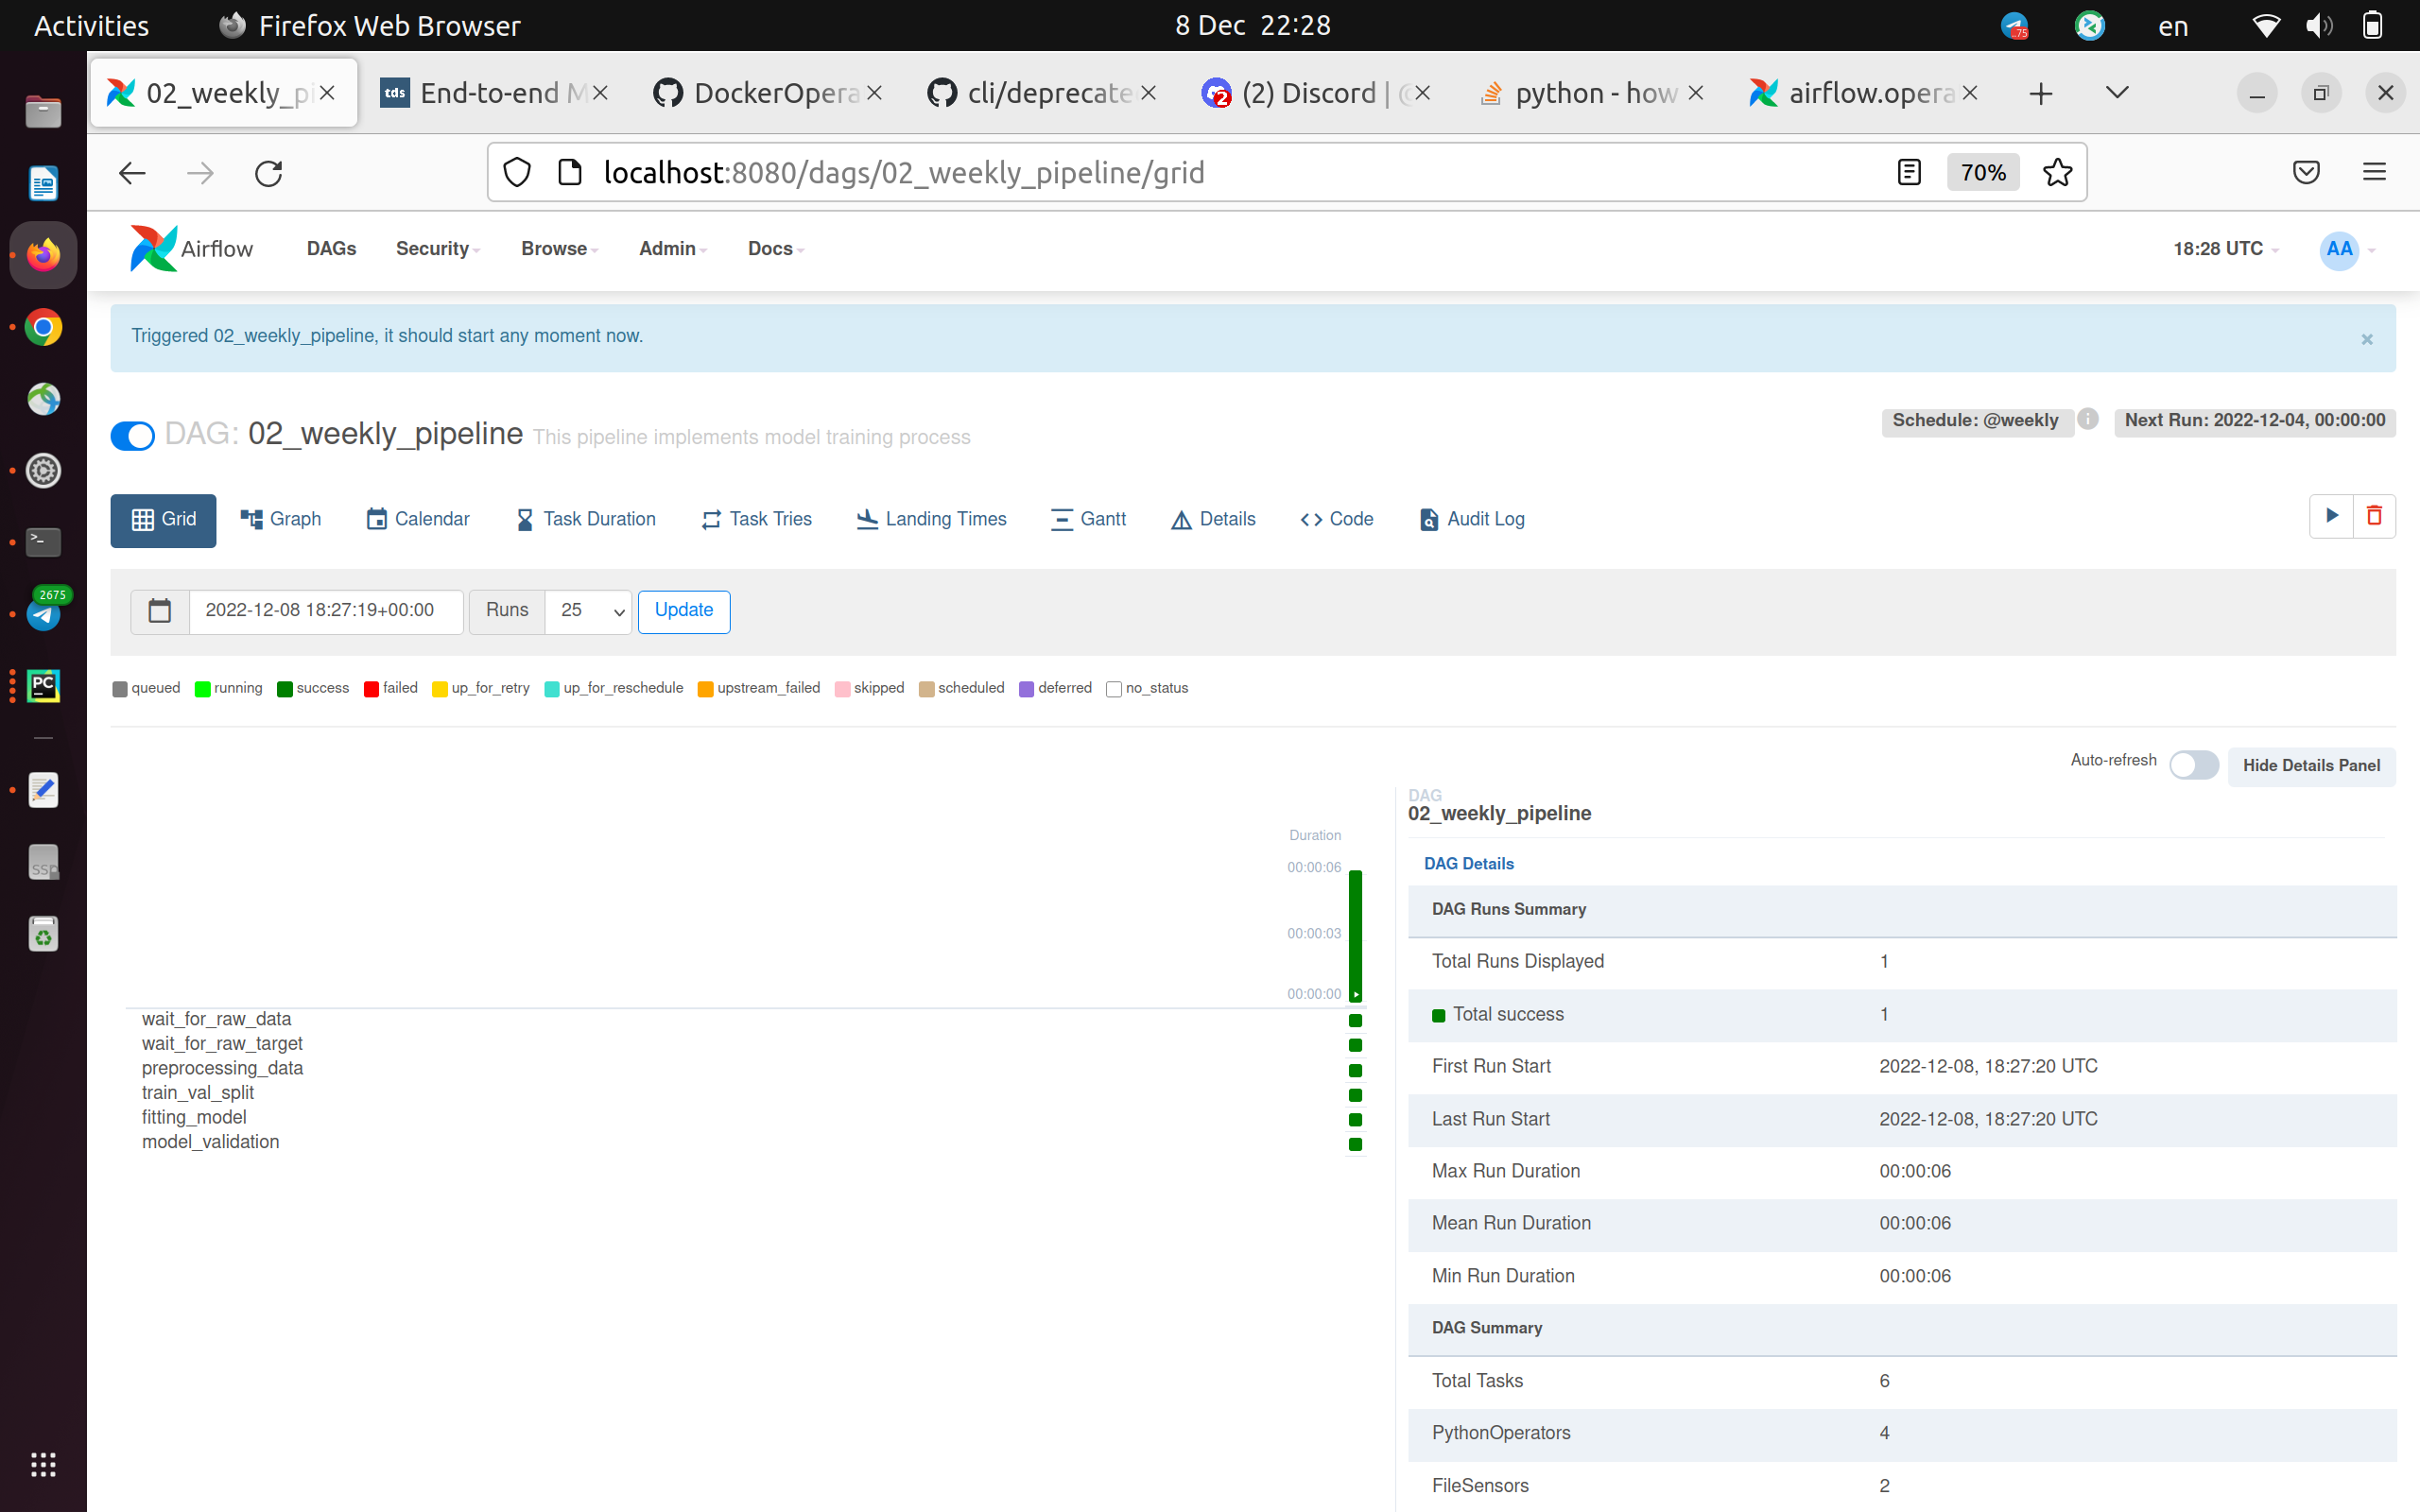 Activities
Firefox Web Browser
8 Dec 22:28
75
en
02_weekly_pi
tds End-to-end M
DockerOpera
cli/deprecate
(2) Discord | @
python - how
airflow.opera
localhost:8080/dags/02_weekly_pipeline/grid
70%
Airflow
DAGs
Security
Browse
Admin
Docs
18:28 UTC
AA
Triggered 02_weekly_pipeline, it should start any moment now.
×
DAG: 02_weekly_pipeline This pipeline implements model training process
Schedule: @weekly
Next Run: 2022-12-04, 00:00:00
Grid
Graph
Calendar
Task Duration
Task Tries
Landing Times
Gantt
Details
Code
Audit Log
2022-12-08 18:27:19+00:00
Runs
25
Update
queued running success failed up_for_retry up_for_reschedule upstream_failed skipped scheduled deferred no_status
Auto-refresh
Hide Details Panel
Duration
00:00:06
00:00:03
00:00:00
wait_for_raw_data
wait_for_raw_target
preprocessing_data
train_val_split
fitting_model
model_validation
DAG
02_weekly_pipeline
DAG Details
DAG Runs Summary
Total Runs Displayed 1
Total success 1
First Run Start 2022-12-08, 18:27:20 UTC
Last Run Start 2022-12-08, 18:27:20 UTC
Max Run Duration 00:00:06
Mean Run Duration 00:00:06
Min Run Duration 00:00:06
DAG Summary
Total Tasks 6
PythonOperators 4
FileSensors 2
2675
PC
SSD